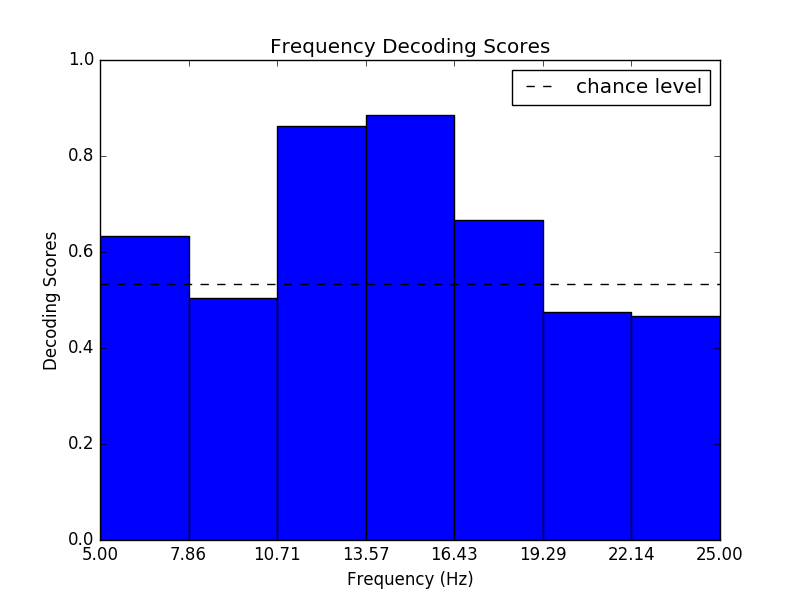 Frequency Decoding Scores
chance level
1.0
0.8
0.6
0.4
0.2
0.0
Decoding Scores
5.00 7.86 10.71 13.57 16.43 19.29 22.14 25.00
Frequency (Hz)